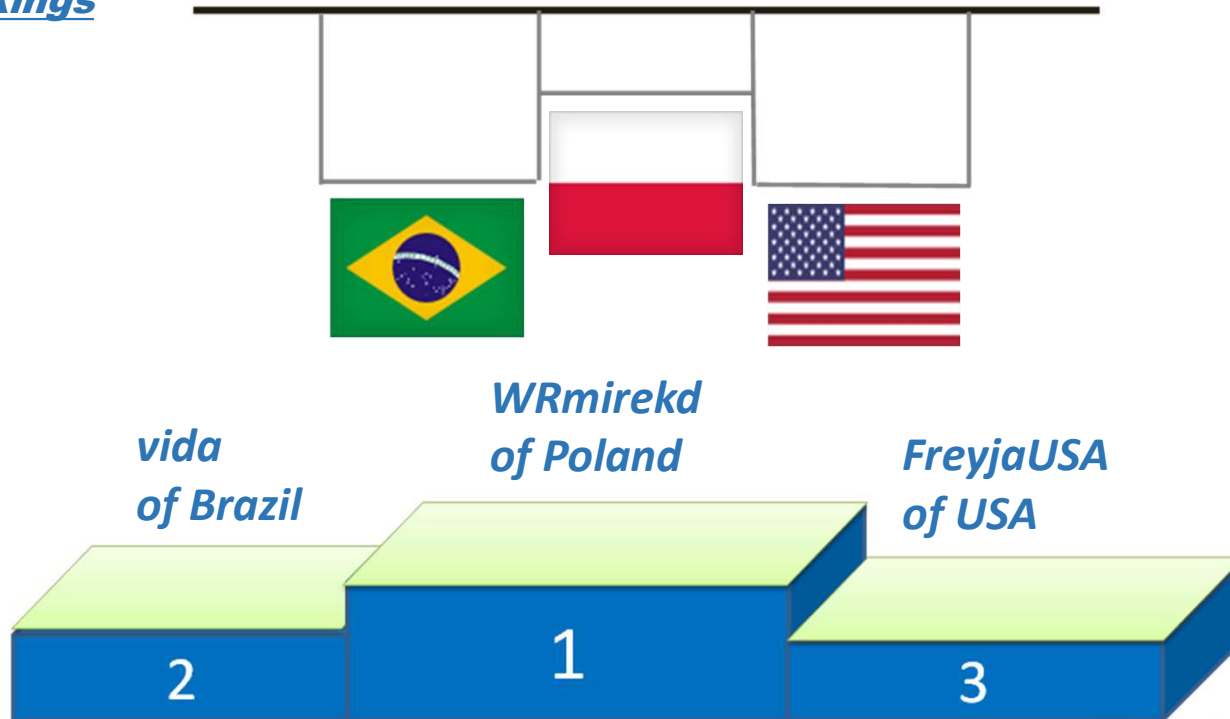 WRmirekd
of Poland
vida
of Brazil
FreyjaUSA
of USA
1
2
3